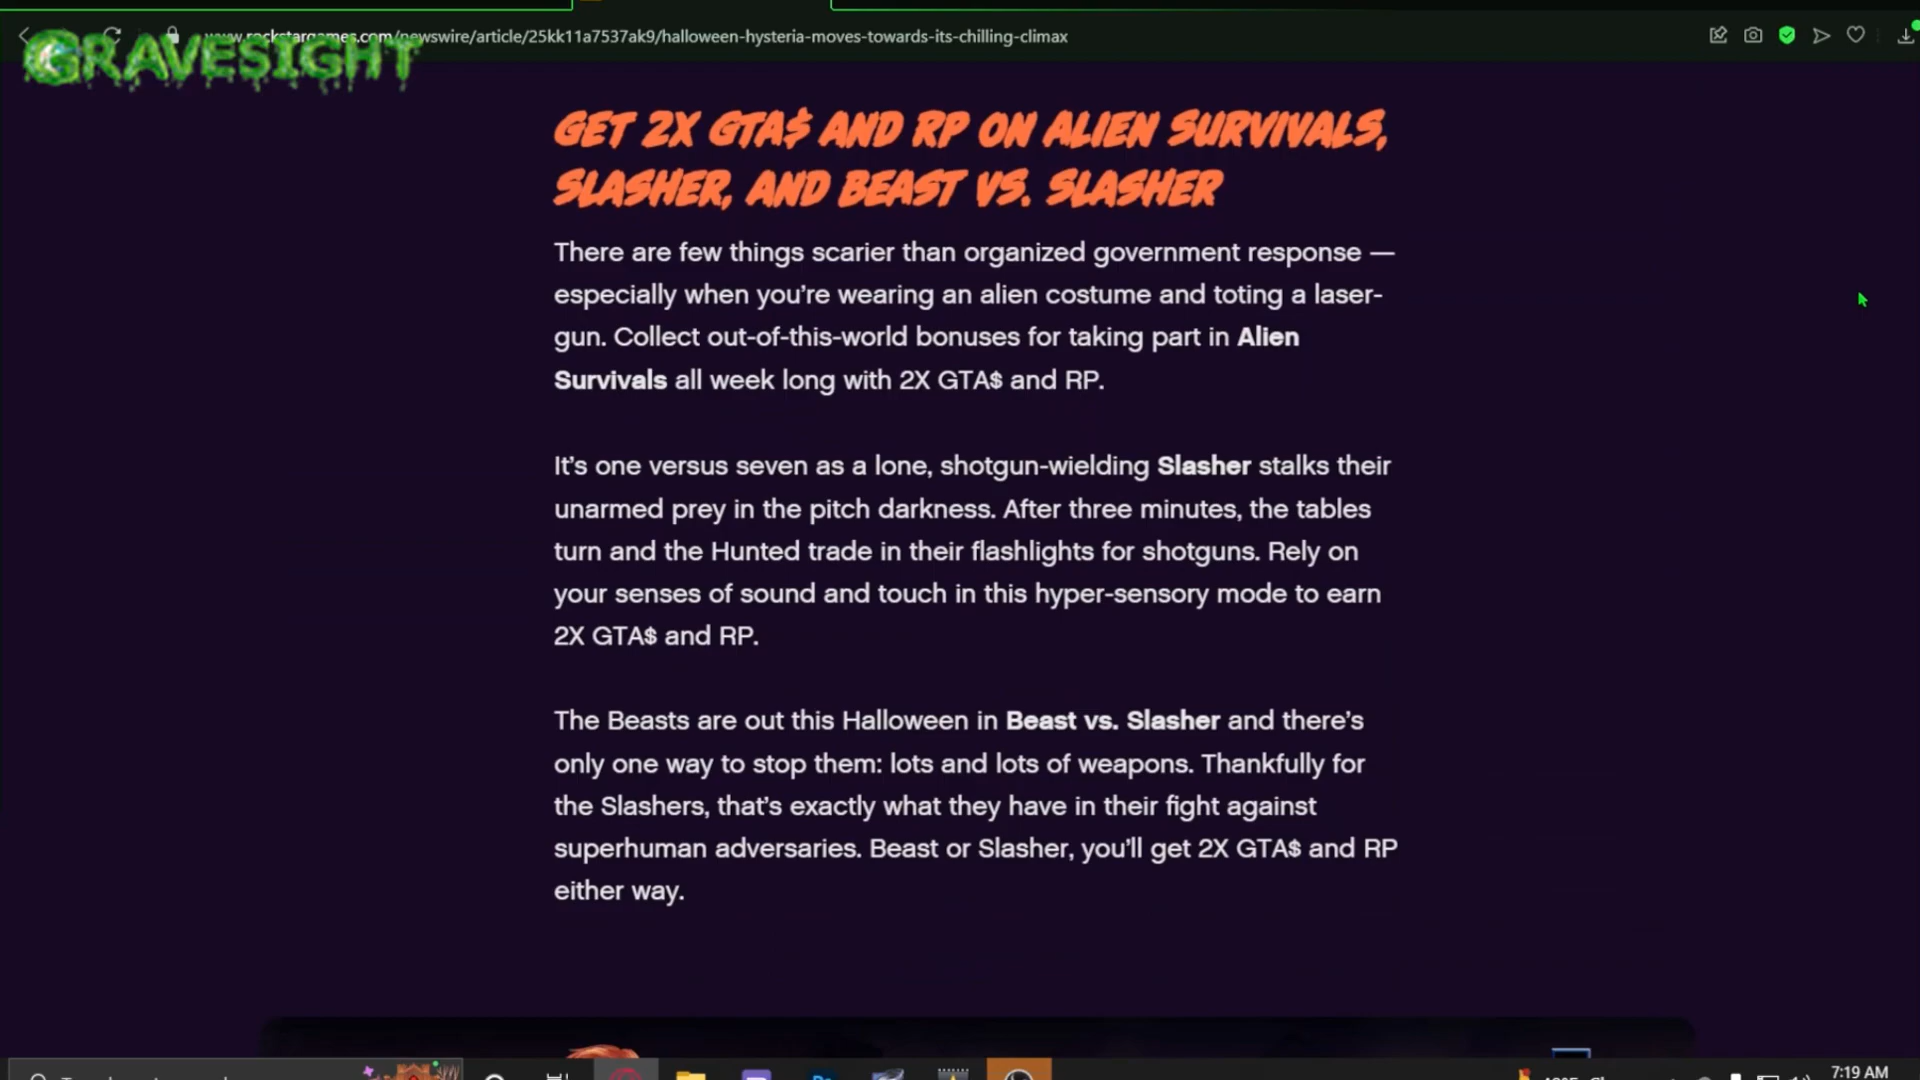 www.rockstargames.com/newswire/article/25kk11a7537ak9/halloween-hysteria-moves-towards-its-chilling-climax
GRAVESIGHT
GET 2X GTA$ AND RP ON ALIEN SURVIVALS,
SLASHER, AND BEAST VS. SLASHER
There are few things scarier than organized government response —
especially when you’re wearing an alien costume and toting a laser-
gun. Collect out-of-this-world bonuses for taking part in Alien
Survivals all week long with 2X GTA$ and RP.
It’s one versus seven as a lone, shotgun-wielding Slasher stalks their
unarmed prey in the pitch darkness. After three minutes, the tables
turn and the Hunted trade in their flashlights for shotguns. Rely on
your senses of sound and touch in this hyper-sensory mode to earn
2X GTA$ and RP.
The Beasts are out this Halloween in Beast vs. Slasher and there’s
only one way to stop them: lots and lots of weapons. Thankfully for
the Slashers, that’s exactly what they have in their fight against
superhuman adversaries. Beast or Slasher, you’ll get 2X GTA$ and RP
either way.
7:19 AM